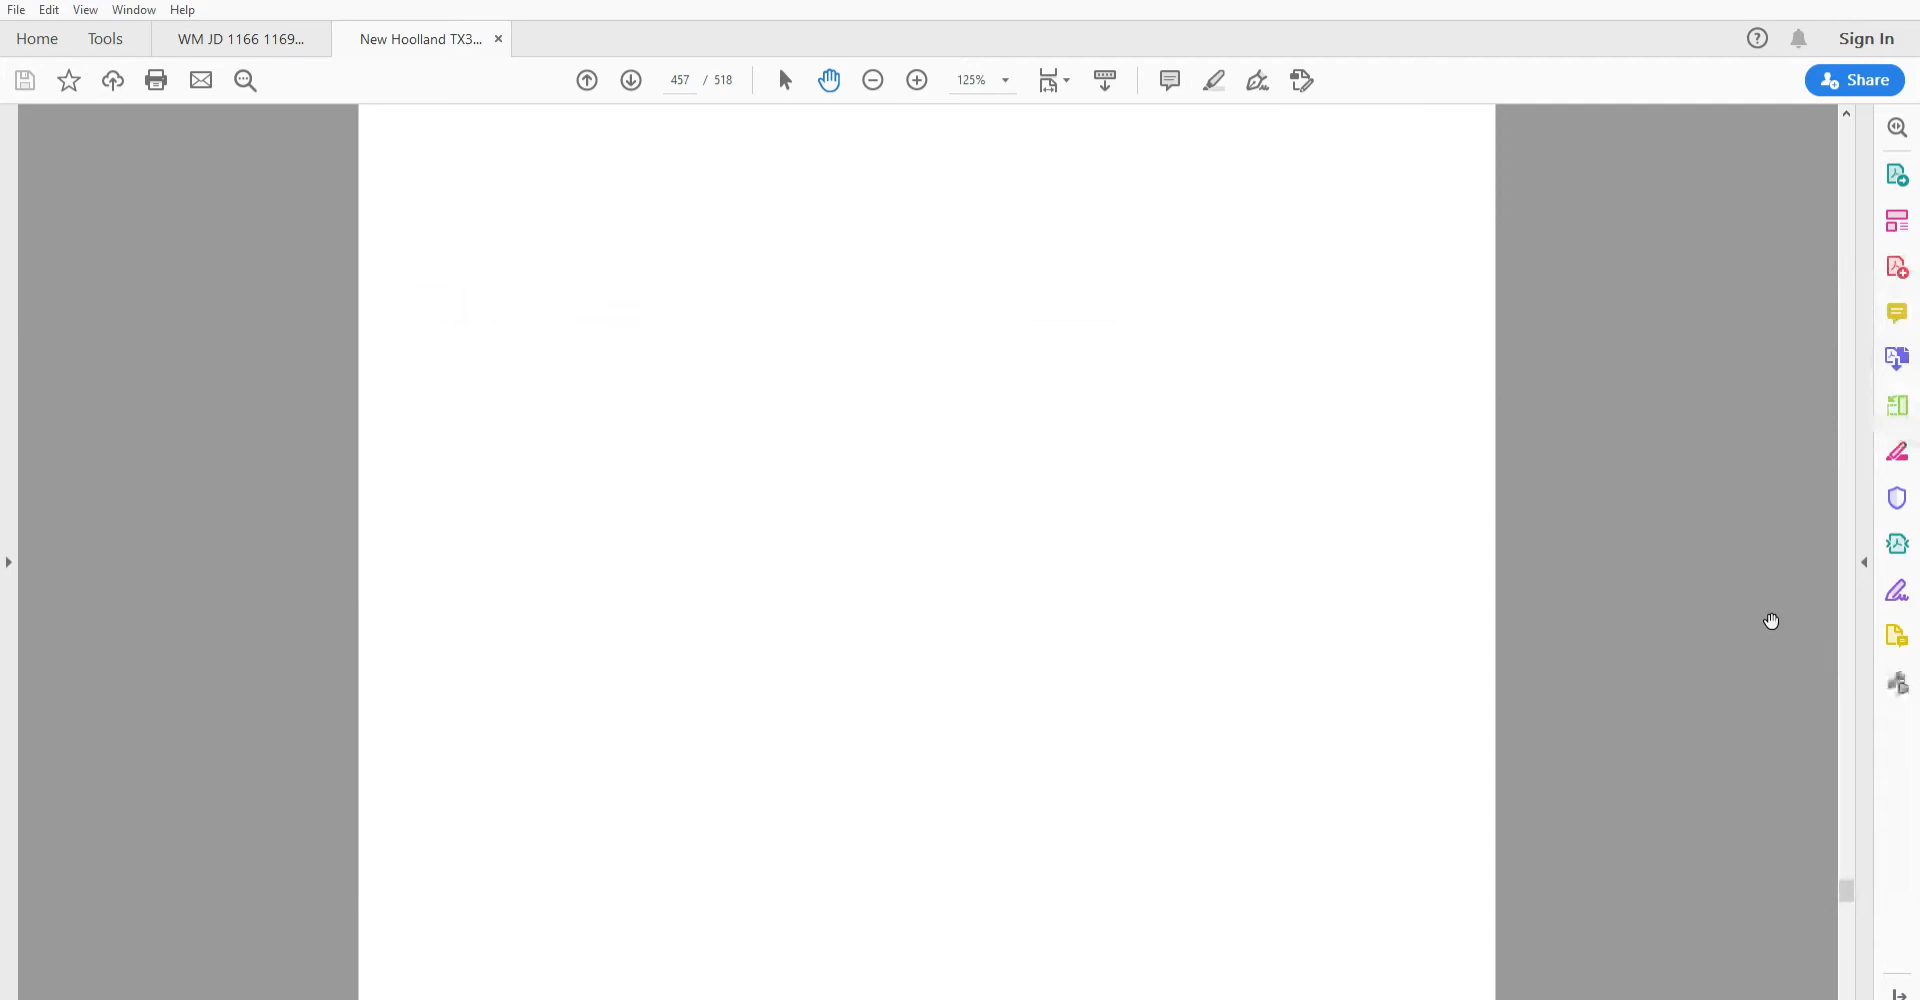 File Edit View Window Help
Home Tools WM JD 1166 1169... New Hoolland TX3... Sign In
457 / 518 125% Share